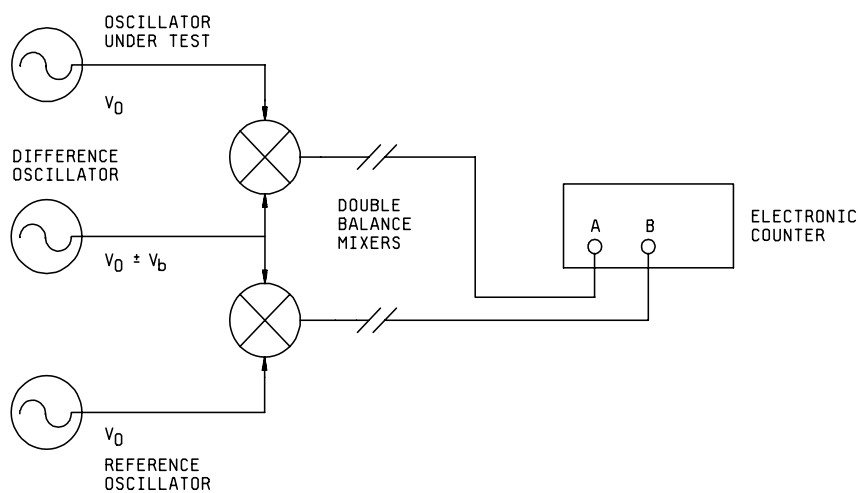 OSCILLATOR
UNDER TEST
V0
DIFFERENCE
OSCILLATOR
V0 ± Vb
DOUBLE
BALANCE
MIXERS
A B
ELECTRONIC
COUNTER
V0
REFERENCE
OSCILLATOR